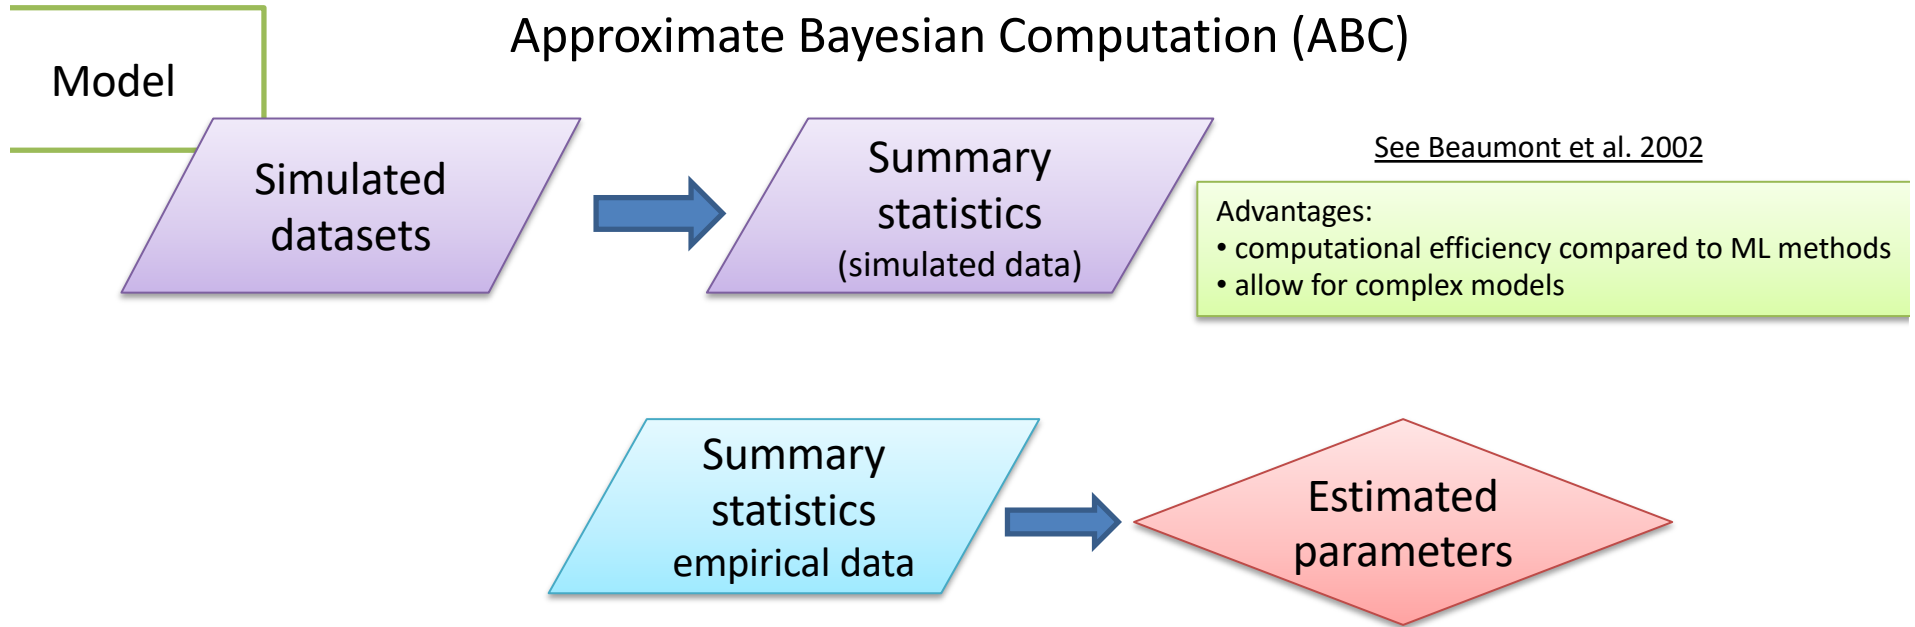 Approximate Bayesian Computation (ABC)
Model
Simulated
datasets
Summary
statistics
(simulated data)
See Beaumont et al. 2002
Advantages:
• computational efficiency compared to ML methods
• allow for complex models
Summary
statistics
empirical data
Estimated
parameters